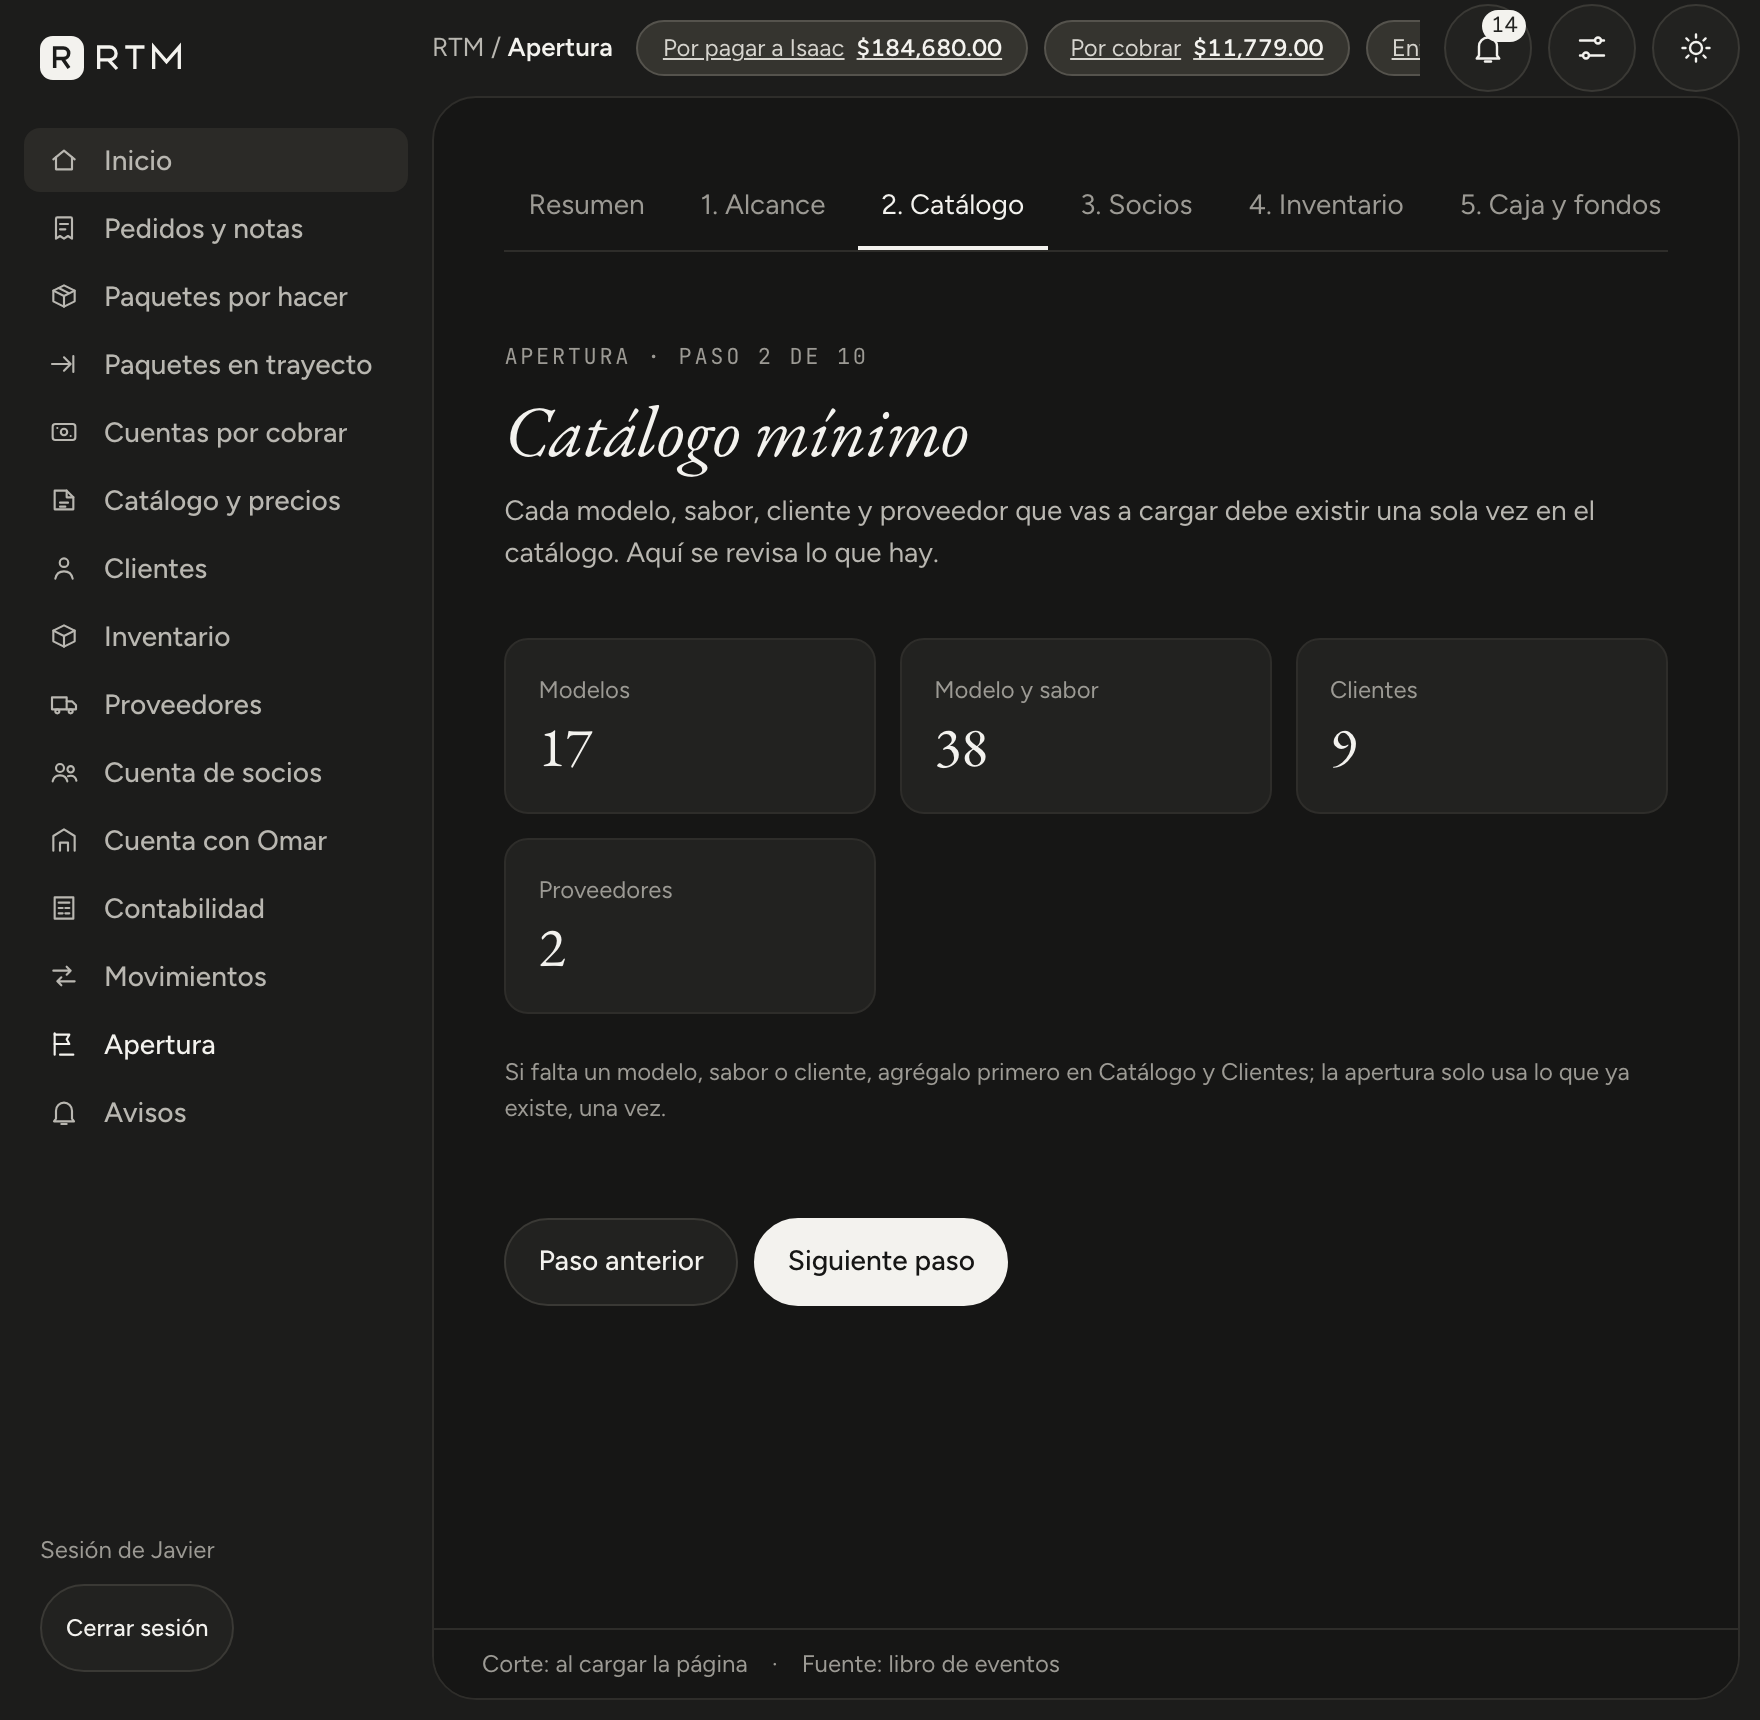 R RTM
RTM / Apertura
Por pagar a Isaac $184,680.00
Por cobrar $11,779.00
En
14
Inicio
Pedidos y notas
Paquetes por hacer
Paquetes en trayecto
Cuentas por cobrar
Catálogo y precios
Clientes
Inventario
Proveedores
Cuenta de socios
Cuenta con Omar
Contabilidad
Movimientos
Apertura
Avisos
Sesión de Javier
Cerrar sesión
Resumen
1. Alcance
2. Catálogo
3. Socios
4. Inventario
5. Caja y fondos
APERTURA · PASO 2 DE 10
Catálogo mínimo
Cada modelo, sabor, cliente y proveedor que vas a cargar debe existir una sola vez en el
catálogo. Aquí se revisa lo que hay.
Modelos
17
Modelo y sabor
38
Clientes
9
Proveedores
2
Si falta un modelo, sabor o cliente, agrégalo primero en Catálogo y Clientes; la apertura solo usa lo que ya
existe, una vez.
Paso anterior
Siguiente paso
Corte: al cargar la página · Fuente: libro de eventos